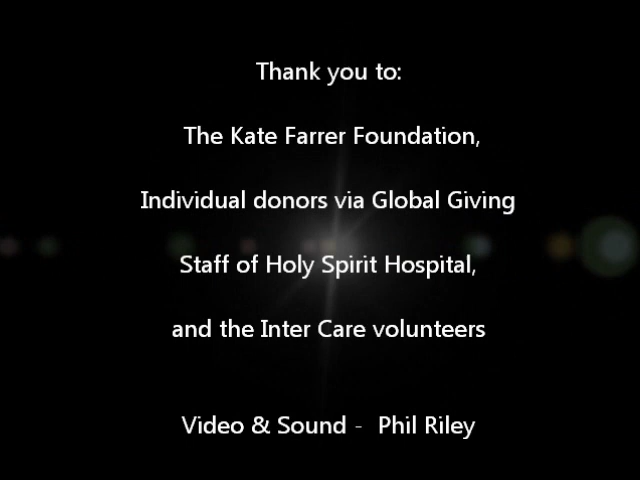 Thank you to:
The Kate Farrer Foundation,
Individual donors via Global Giving
Staff of Holy Spirit Hospital,
and the Inter Care volunteers
Video & Sound -  Phil Riley